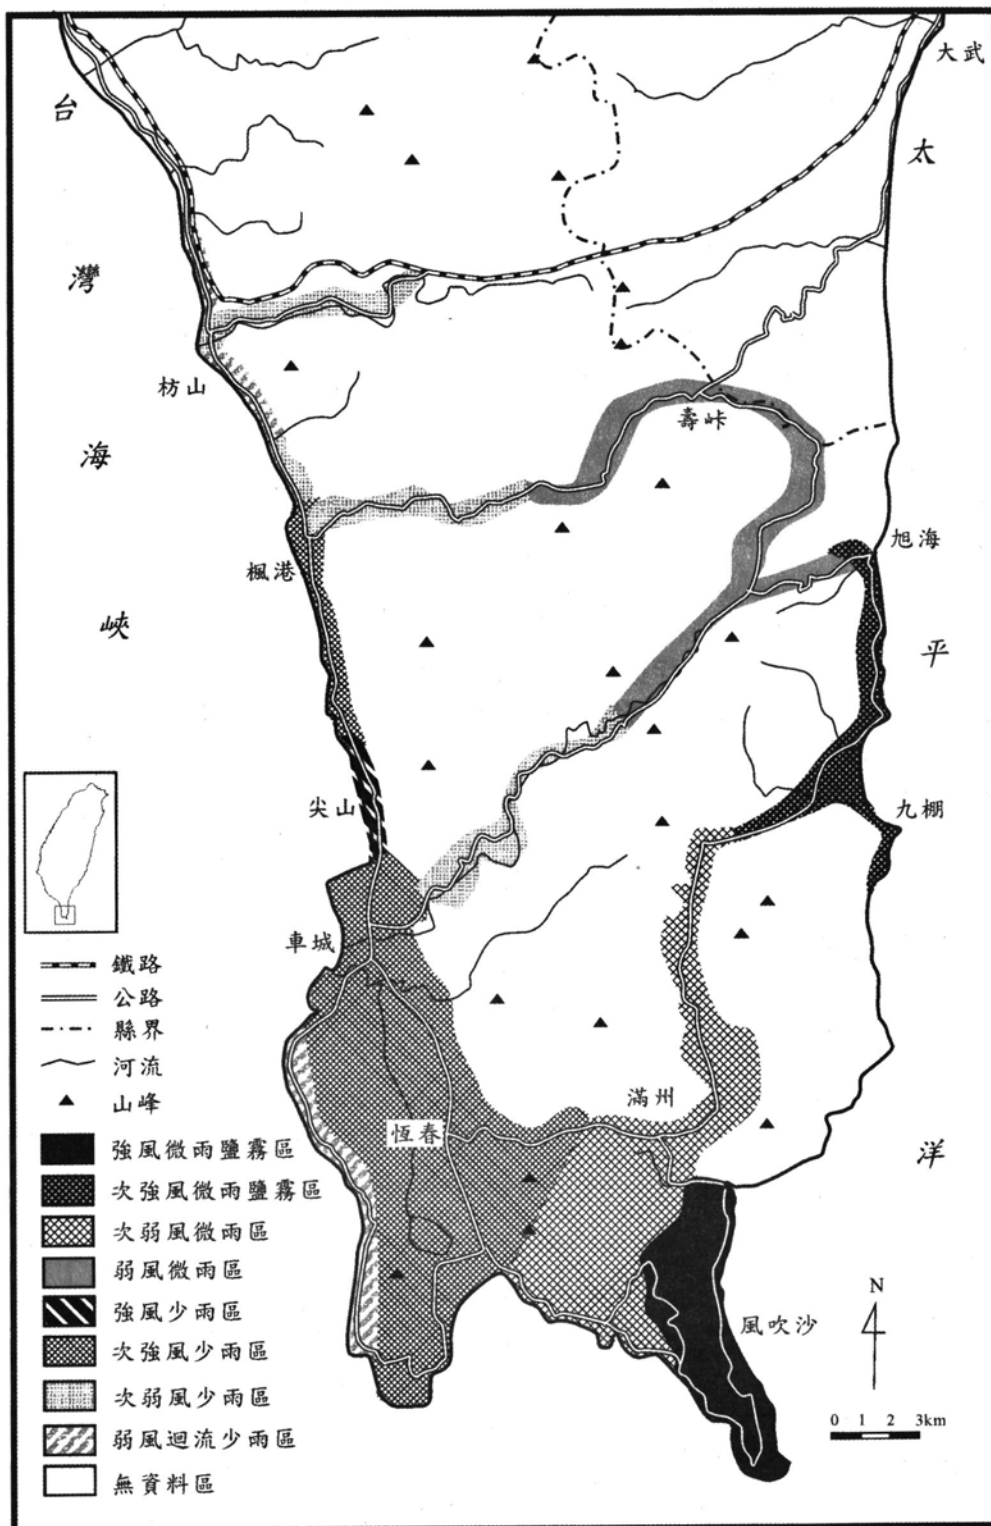 大武
台
太
灣
枋山
壽峠
海
旭海
楓港
峽
平
尖山
九棚
車城
鐵路
公路
縣界
河流
山峰
滿州
恆春
強風微雨鹽霧區
洋
次強風微雨鹽霧區
次弱風微雨區
弱風微雨區
N
強風少雨區
風吹沙
次強風少雨區
次弱風少雨區
0 1 2 3km
弱風迴流少雨區
無資料區